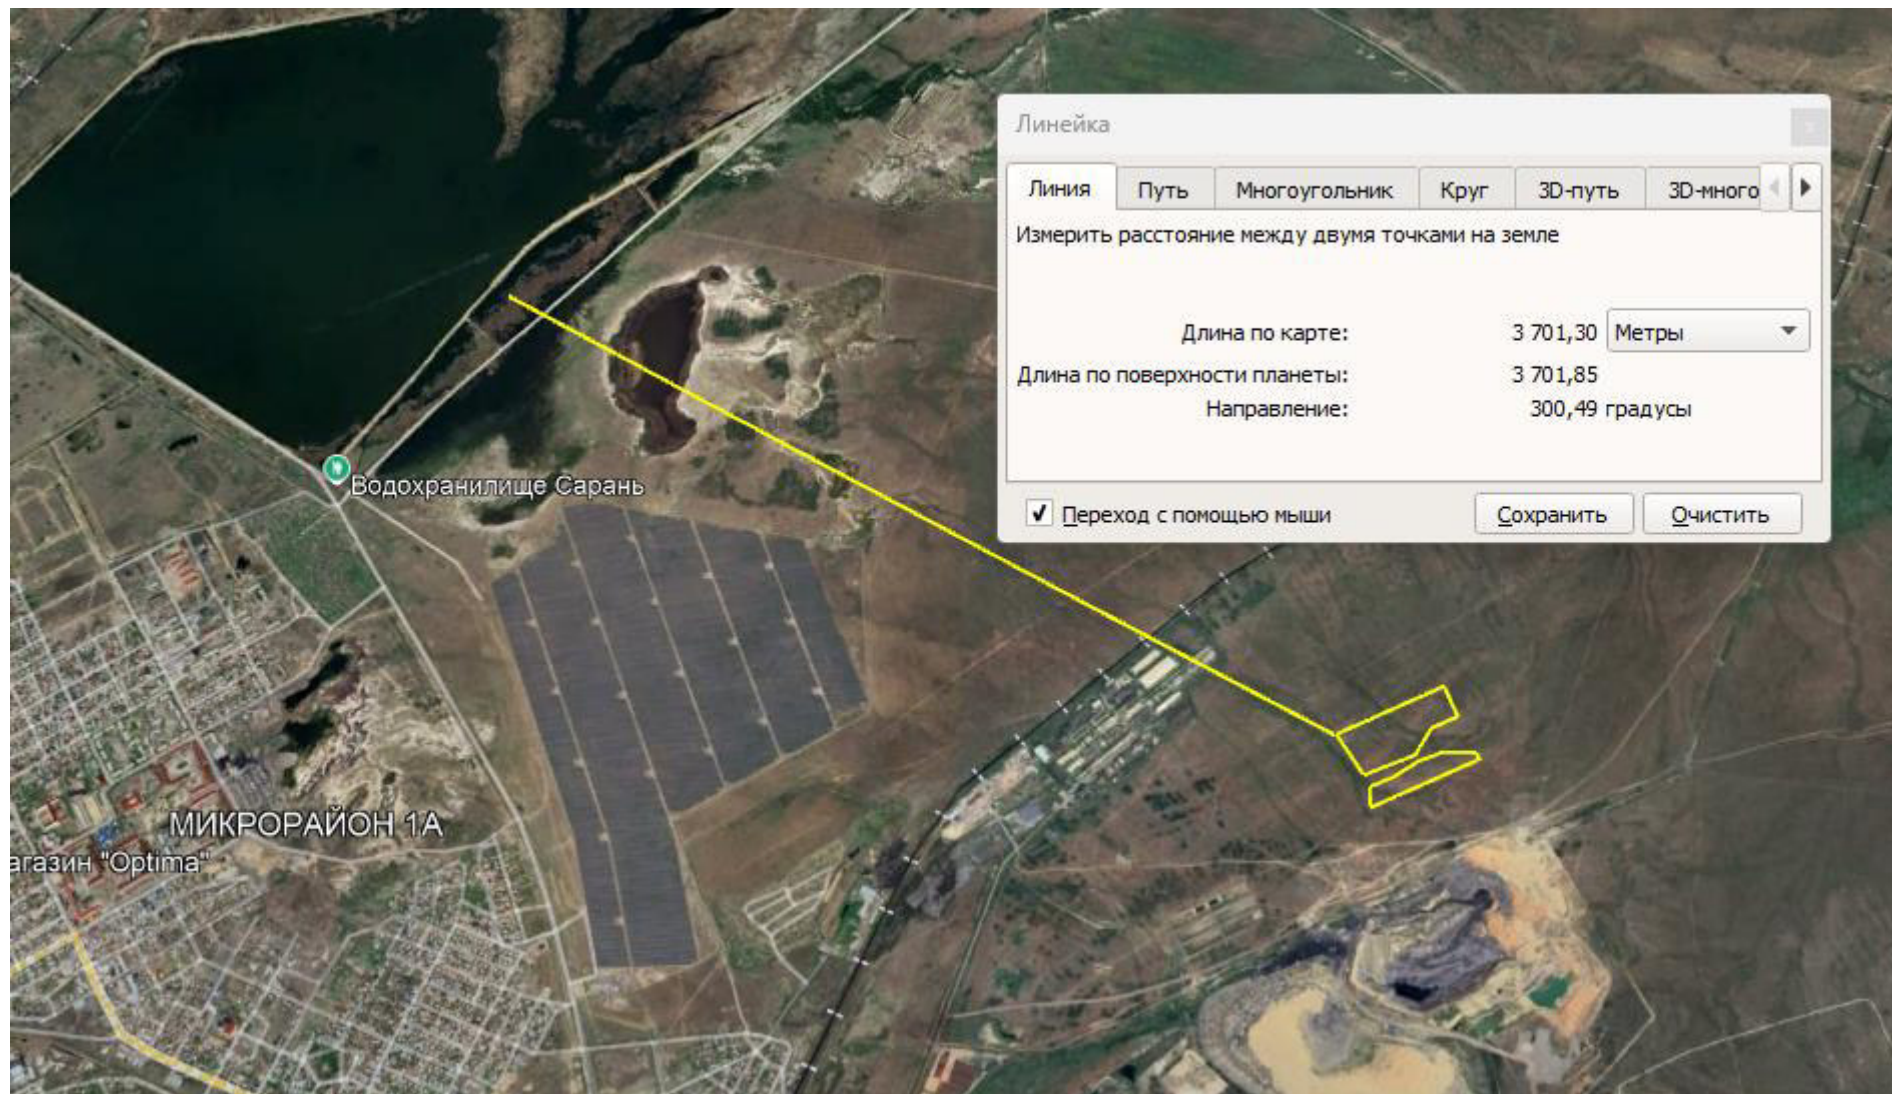 Линейка
Линия Путь Многоугольник Круг 3D-путь 3D-много
Измерить расстояние между двумя точками на земле
Длина по карте: 3 701,30 Метры
Длина по поверхности планеты: 3 701,85
Направление: 300,49 градусы
Переход с помощью мыши Сохранить Очистить
Водохранилище Сарань
МИКРОРАЙОН 1А
агазин "Optima"